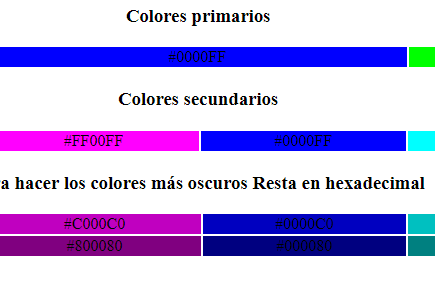 Colores primarios
#0000FF
Colores secundarios
#FF00FF #0000FF
a hacer los colores más oscuros Resta en hexadecimal
#C000C0 #0000C0
#800080 #000080